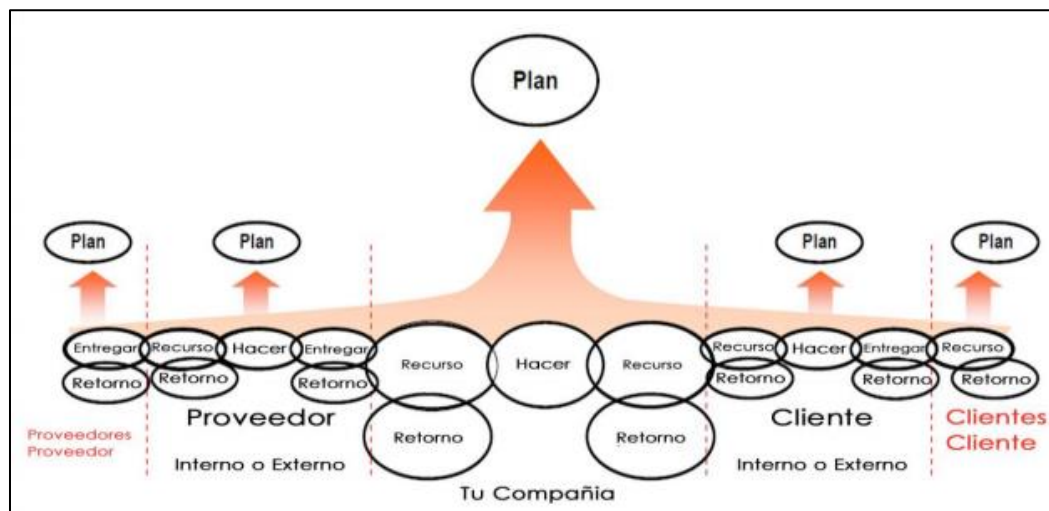 Plan
Plan
Plan
Plan
Plan
Entregar
Recurso
Hacer
Entregar
Recurso
Hacer
Recurso
Recurso
Hacer
Entregar
Recurso
Retorno
Retorno
Retorno
Retorno
Retorno
Retorno
Retorno
Retorno
Proveedor
Cliente
Clientes
Cliente
Proveedores
Proveedor
Interno o Externo
Interno o Externo
Tu Compañia